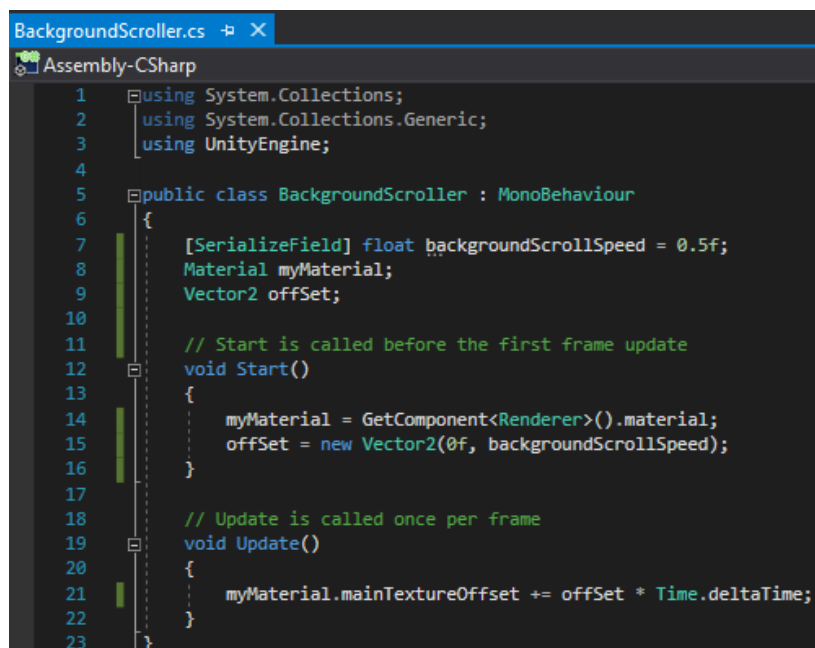 BackgroundScroller.cs
Assembly-CSharp
1 using System.Collections;
2 using System.Collections.Generic;
3 using UnityEngine;
4
5 public class BackgroundScroller : MonoBehaviour
6 {
7 [SerializeField] float backgroundScrollSpeed = 0.5f;
8 Material myMaterial;
9 Vector2 offSet;
10
11 // Start is called before the first frame update
12 void Start()
13 {
14 myMaterial = GetComponent<Renderer>().material;
15 offSet = new Vector2(0f, backgroundScrollSpeed);
16 }
17
18 // Update is called once per frame
19 void Update()
20 {
21 myMaterial.mainTextureOffset += offSet * Time.deltaTime;
22 }
23 }